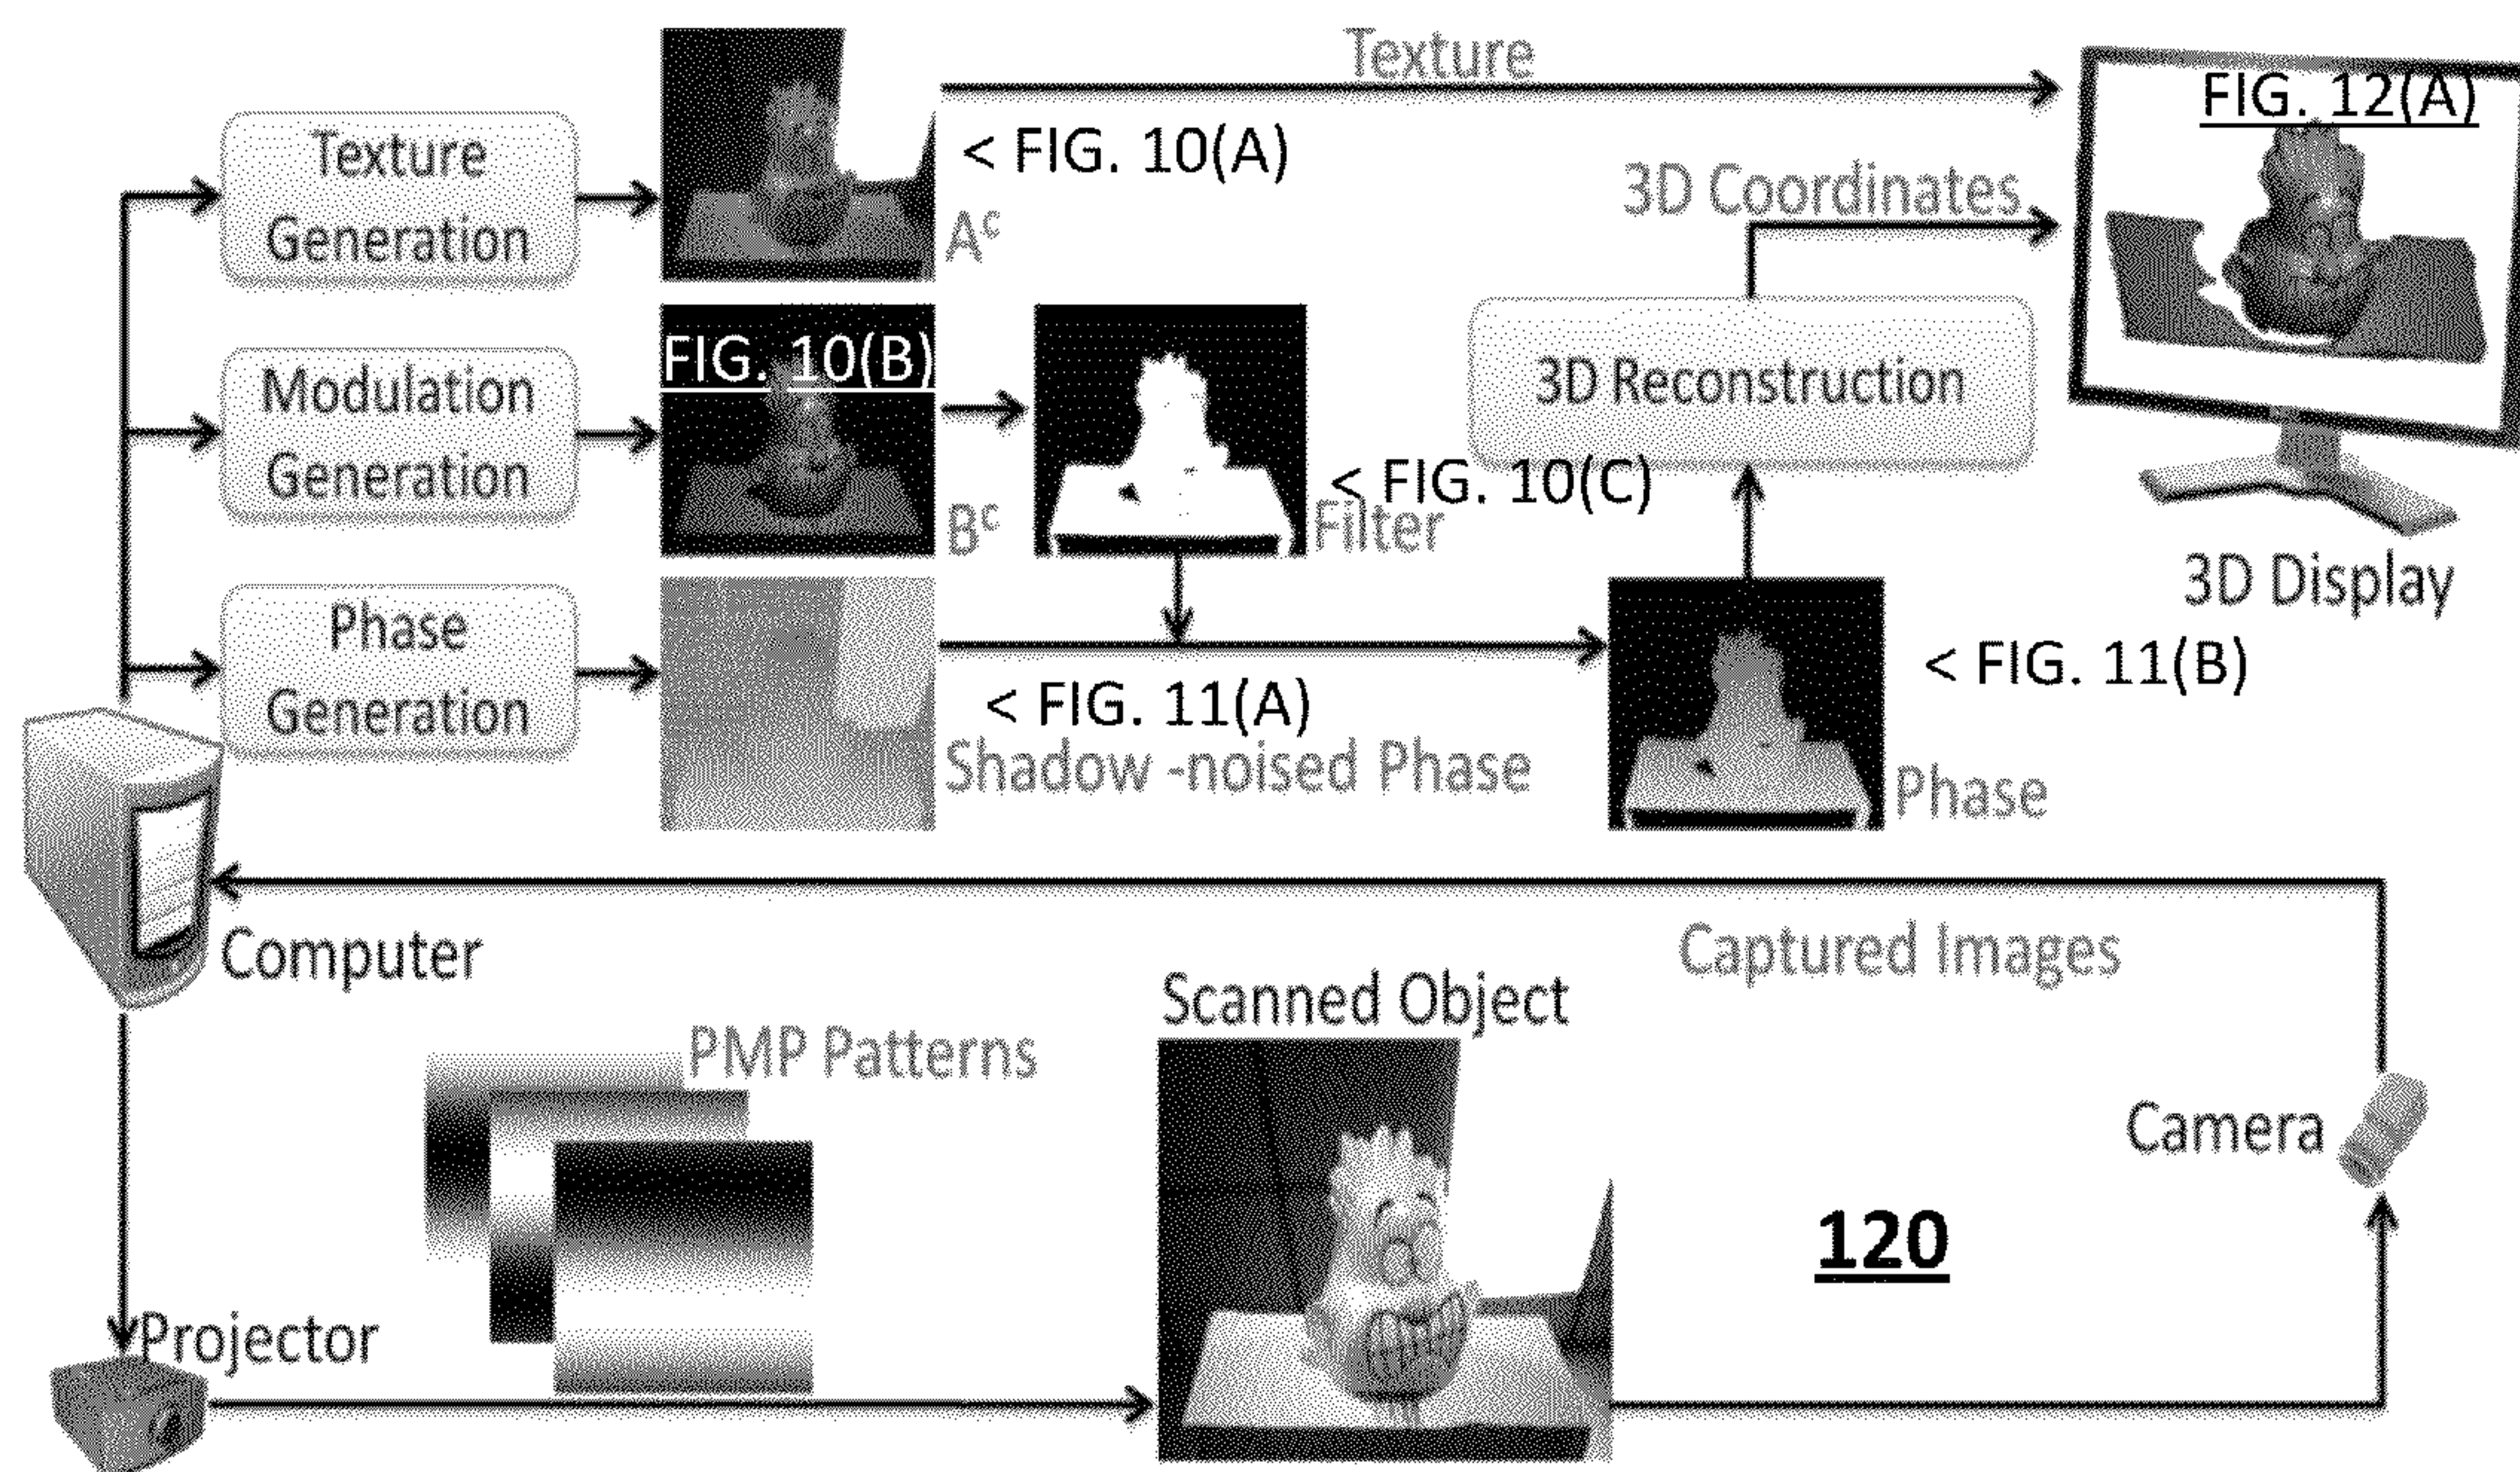 Texture
FIG. 12(A)
Texture
Generation
< FIG. 10(A)
3D Coordinates
A^c
Modulation
Generation
FIG. 10(B)
3D Reconstruction
< FIG. 10(C)
B^c
Filter
3D Display
Phase
Generation
< FIG. 11(A)
< FIG. 11(B)
Shadow -noised Phase
Phase
Computer
Captured Images
Scanned Object
PMP Patterns
Camera
120
Projector